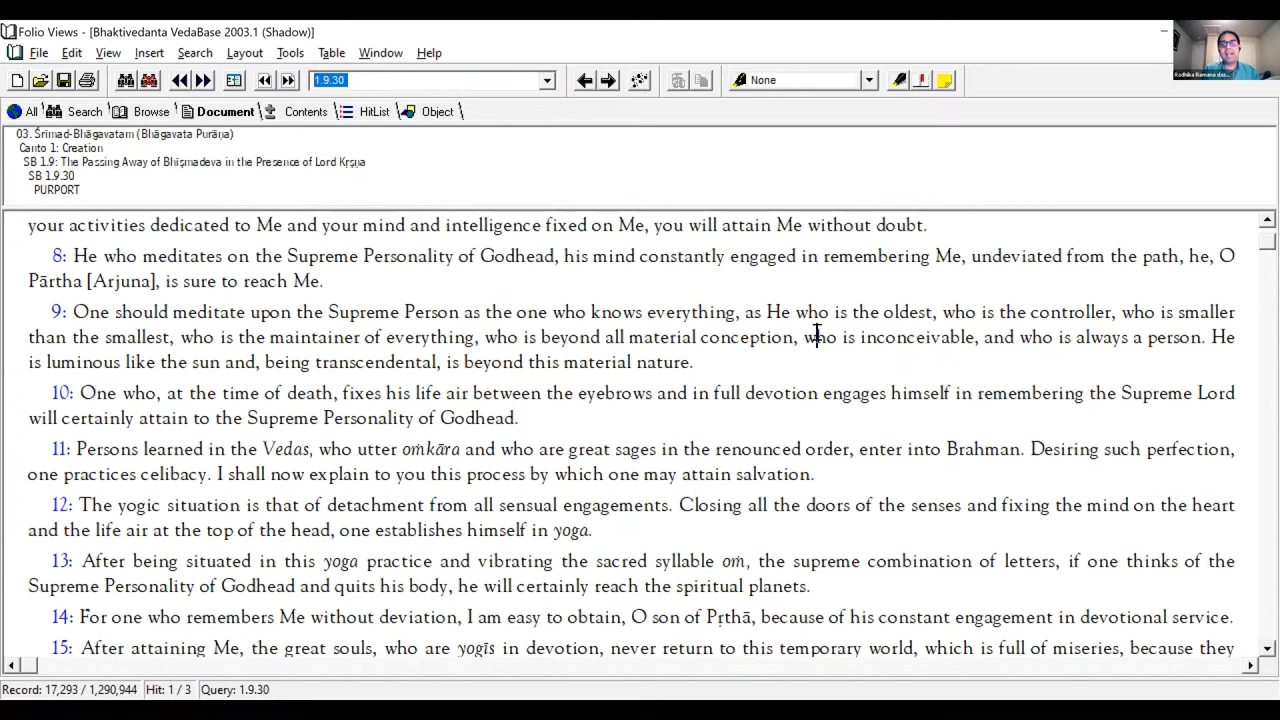 Folio Views - [Bhaktivedanta VedaBase 2003.1 (Shadow)]
File Edit View Insert Search Layout Tools Table Window Help
1.9.30 None
All Search Browse Document Contents HitList Object
03. Śrīmad-Bhāgavatam (Bhāgavata Purāṇa)
Canto 1: Creation
SB 1.9: The Passing Away of Bhīṣmadeva in the Presence of Lord Kṛṣṇa
SB 1.9.30
PURPORT
Radhika Ramana das...
your activities dedicated to Me and your mind and intelligence fixed on Me, you will attain Me without doubt.
8: He who meditates on the Supreme Personality of Godhead, his mind constantly engaged in remembering Me, undeviated from the path, he, O
Pārtha [Arjuna], is sure to reach Me.
9: One should meditate upon the Supreme Person as the one who knows everything, as He who is the oldest, who is the controller, who is smaller
than the smallest, who is the maintainer of everything, who is beyond all material conception, who is inconceivable, and who is always a person. He
is luminous like the sun and, being transcendental, is beyond this material nature.
10: One who, at the time of death, fixes his life air between the eyebrows and in full devotion engages himself in remembering the Supreme Lord
will certainly attain to the Supreme Personality of Godhead.
11: Persons learned in the Vedas, who utter oṁkāra and who are great sages in the renounced order, enter into Brahman. Desiring such perfection,
one practices celibacy. I shall now explain to you this process by which one may attain salvation.
12: The yogic situation is that of detachment from all sensual engagements. Closing all the doors of the senses and fixing the mind on the heart
and the life air at the top of the head, one establishes himself in yoga.
13: After being situated in this yoga practice and vibrating the sacred syllable oṁ, the supreme combination of letters, if one thinks of the
Supreme Personality of Godhead and quits his body, he will certainly reach the spiritual planets.
14: For one who remembers Me without deviation, I am easy to obtain, O son of Pṛthā, because of his constant engagement in devotional service.
15: After attaining Me, the great souls, who are yogīs in devotion, never return to this temporary world, which is full of miseries, because they
Record: 17,293 / 1,290,944 Hit: 1 / 3 Query: 1.9.30